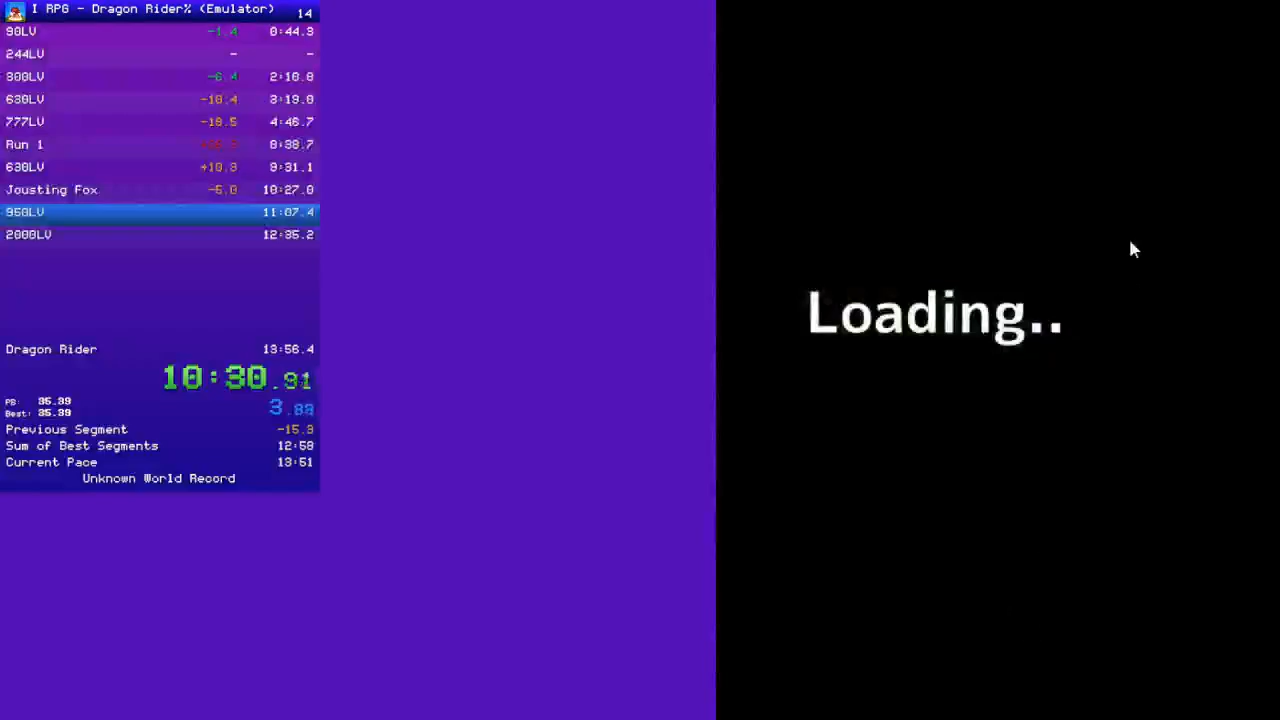 I RPG - Dragon Rider% (Emulator) 14
90LV -1.4 0:44.3
244LV - -
300LV -6.4 2:10.0
630LV -10.4 3:19.0
777LV -10.5 4:46.7
Run 1 8:30.7
630LV +10.3 9:31.1
Jousting Fox -5.0 10:27.0
950LV 11:07.4
2000LV 12:35.2
Dragon Rider 13:56.4
10:30.91
PB: 35.39 3.88
Best: 35.39
Previous Segment -15.3
Sum of Best Segments 12:50
Current Pace 13:51
Unknown World Record
Loading..